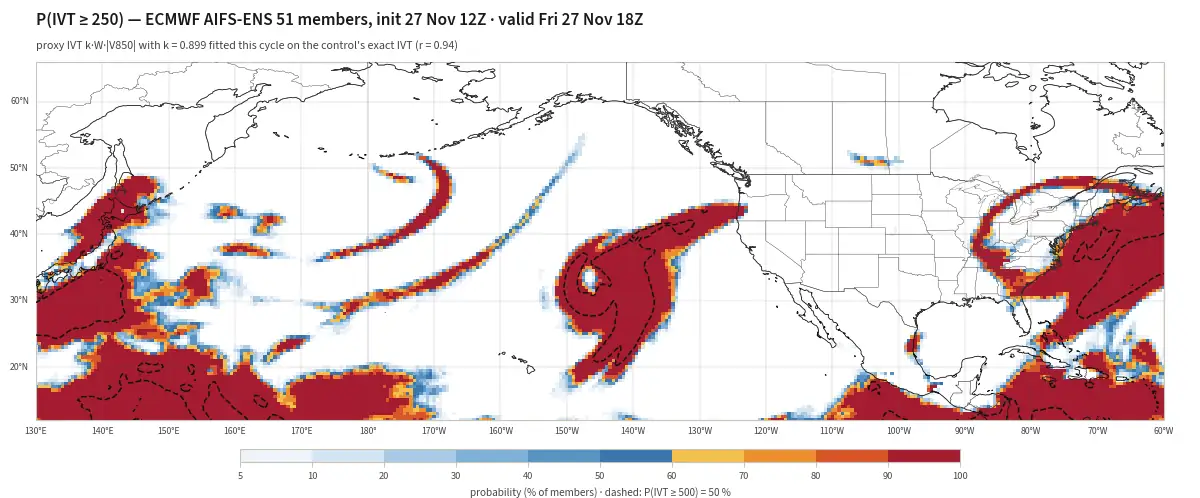 P(IVT ≥ 250) — ECMWF AIFS-ENS 51 members, init 27 Nov 12Z · valid Fri 27 Nov 18Z
proxy IVT k·W·|V850| with k = 0.899 fitted this cycle on the control's exact IVT (r = 0.94)
60°N
50°N
40°N
30°N
20°N
130°E 140°E 150°E 160°E 170°E 180° 170°W 160°W 150°W 140°W 130°W 120°W 110°W 100°W 90°W 80°W 70°W 60°W
5 10 20 30 40 50 60 70 80 90 100
probability (% of members) · dashed: P(IVT ≥ 500) = 50 %